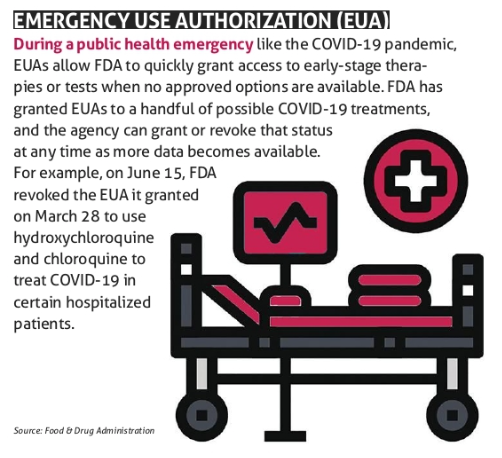 EMERGENCY USE AUTHORIZATION (EUA)
During a public health emergency like the COVID-19 pandemic,
EUAs allow FDA to quickly grant access to early-stage thera-
pies or tests when no approved options are available. FDA has
granted EUAs to a handful of possible COVID-19 treatments,
and the agency can grant or revoke that status
at any time as more data becomes available.
For example, on June 15, FDA
revoked the EUA it granted
on March 28 to use
hydroxychloroquine
and chloroquine to
treat COVID-19 in
certain hospitalized
patients.
Source: Food & Drug Administration